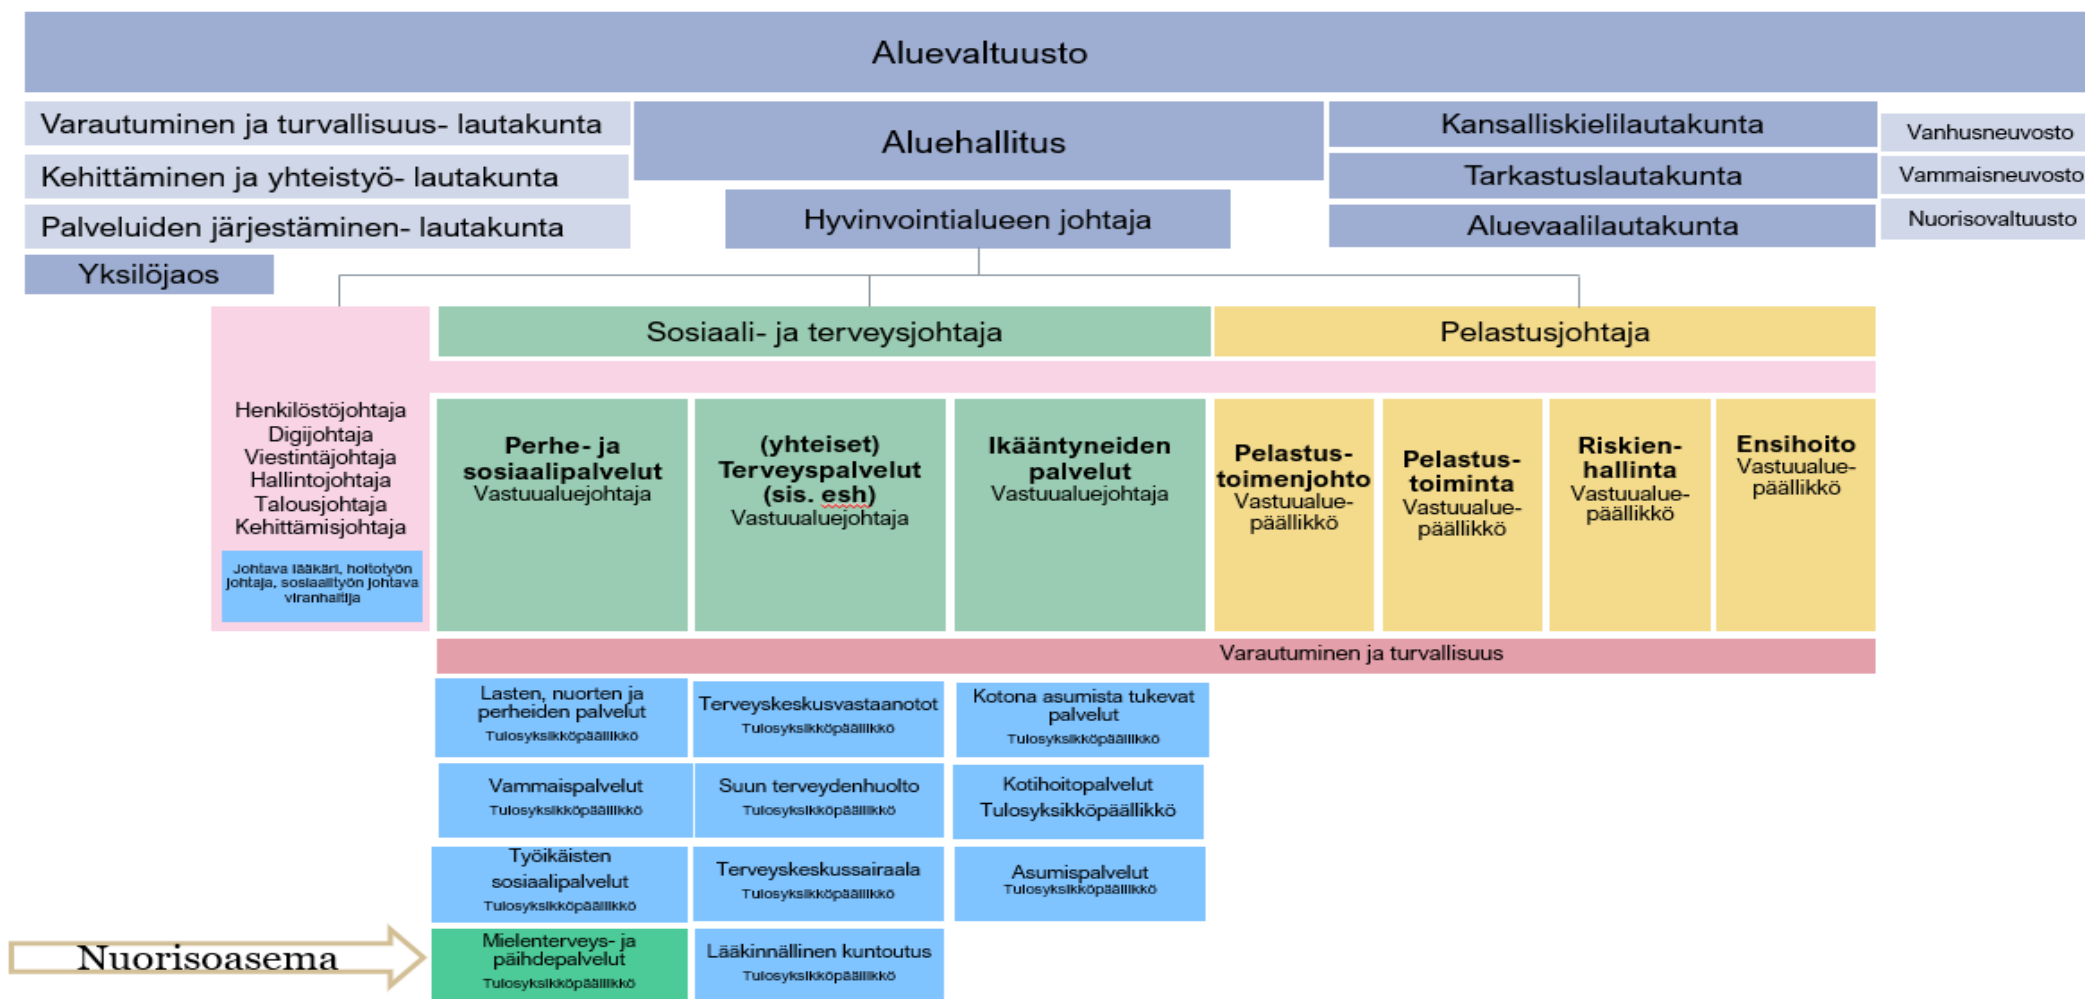 Aluevaltuusto
Varautuminen ja turvallisuus- lautakunta
Kehittäminen ja yhteistyö- lautakunta
Palveluiden järjestäminen- lautakunta
Yksilöjaos
Aluehallitus
Hyvinvointialueen johtaja
Kansalliskielilautakunta
Tarkastuslautakunta
Aluevaalilautakunta
Vanhusneuvosto
Vammaisneuvosto
Nuorisovaltuusto
Sosiaali- ja terveysjohtaja
Pelastusjohtaja
Henkilöstöjohtaja
Digijohtaja
Viestintäjohtaja
Hallintojohtaja
Talousjohtaja
Kehittämisjohtaja
Johtava lääkäri, hoitotyön
johtaja, sosiaalityön johtava
viranhaltija
Perhe- ja
sosiaalipalvelut
Vastuualuejohtaja
(yhteiset)
Terveyspalvelut
(sis. esh)
Vastuualuejohtaja
Ikääntyneiden
palvelut
Vastuualuejohtaja
Pelastus-
toimenjohto
Vastuualue-
päällikkö
Pelastus-
toiminta
Vastuualue-
päällikkö
Riskien-
hallinta
Vastuualue-
päällikkö
Ensihoito
Vastuualue-
päällikkö
Varautuminen ja turvallisuus
Lasten, nuorten ja
perheiden palvelut
Tulosyksikköpäällikkö
Terveyskeskusvastaanotot
Tulosyksikköpäällikkö
Kotona asumista tukevat
palvelut
Tulosyksikköpäällikkö
Vammaispalvelut
Tulosyksikköpäällikkö
Suun terveydenhuolto
Tulosyksikköpäällikkö
Kotihoitopalvelut
Tulosyksikköpäällikkö
Työikäisten
sosiaalipalvelut
Tulosyksikköpäällikkö
Terveyskeskussairaala
Tulosyksikköpäällikkö
Asumispalvelut
Tulosyksikköpäällikkö
Nuorisoasema
Mielenterveys- ja
päihdepalvelut
Tulosyksikköpäällikkö
Lääkinnällinen kuntoutus
Tulosyksikköpäällikkö